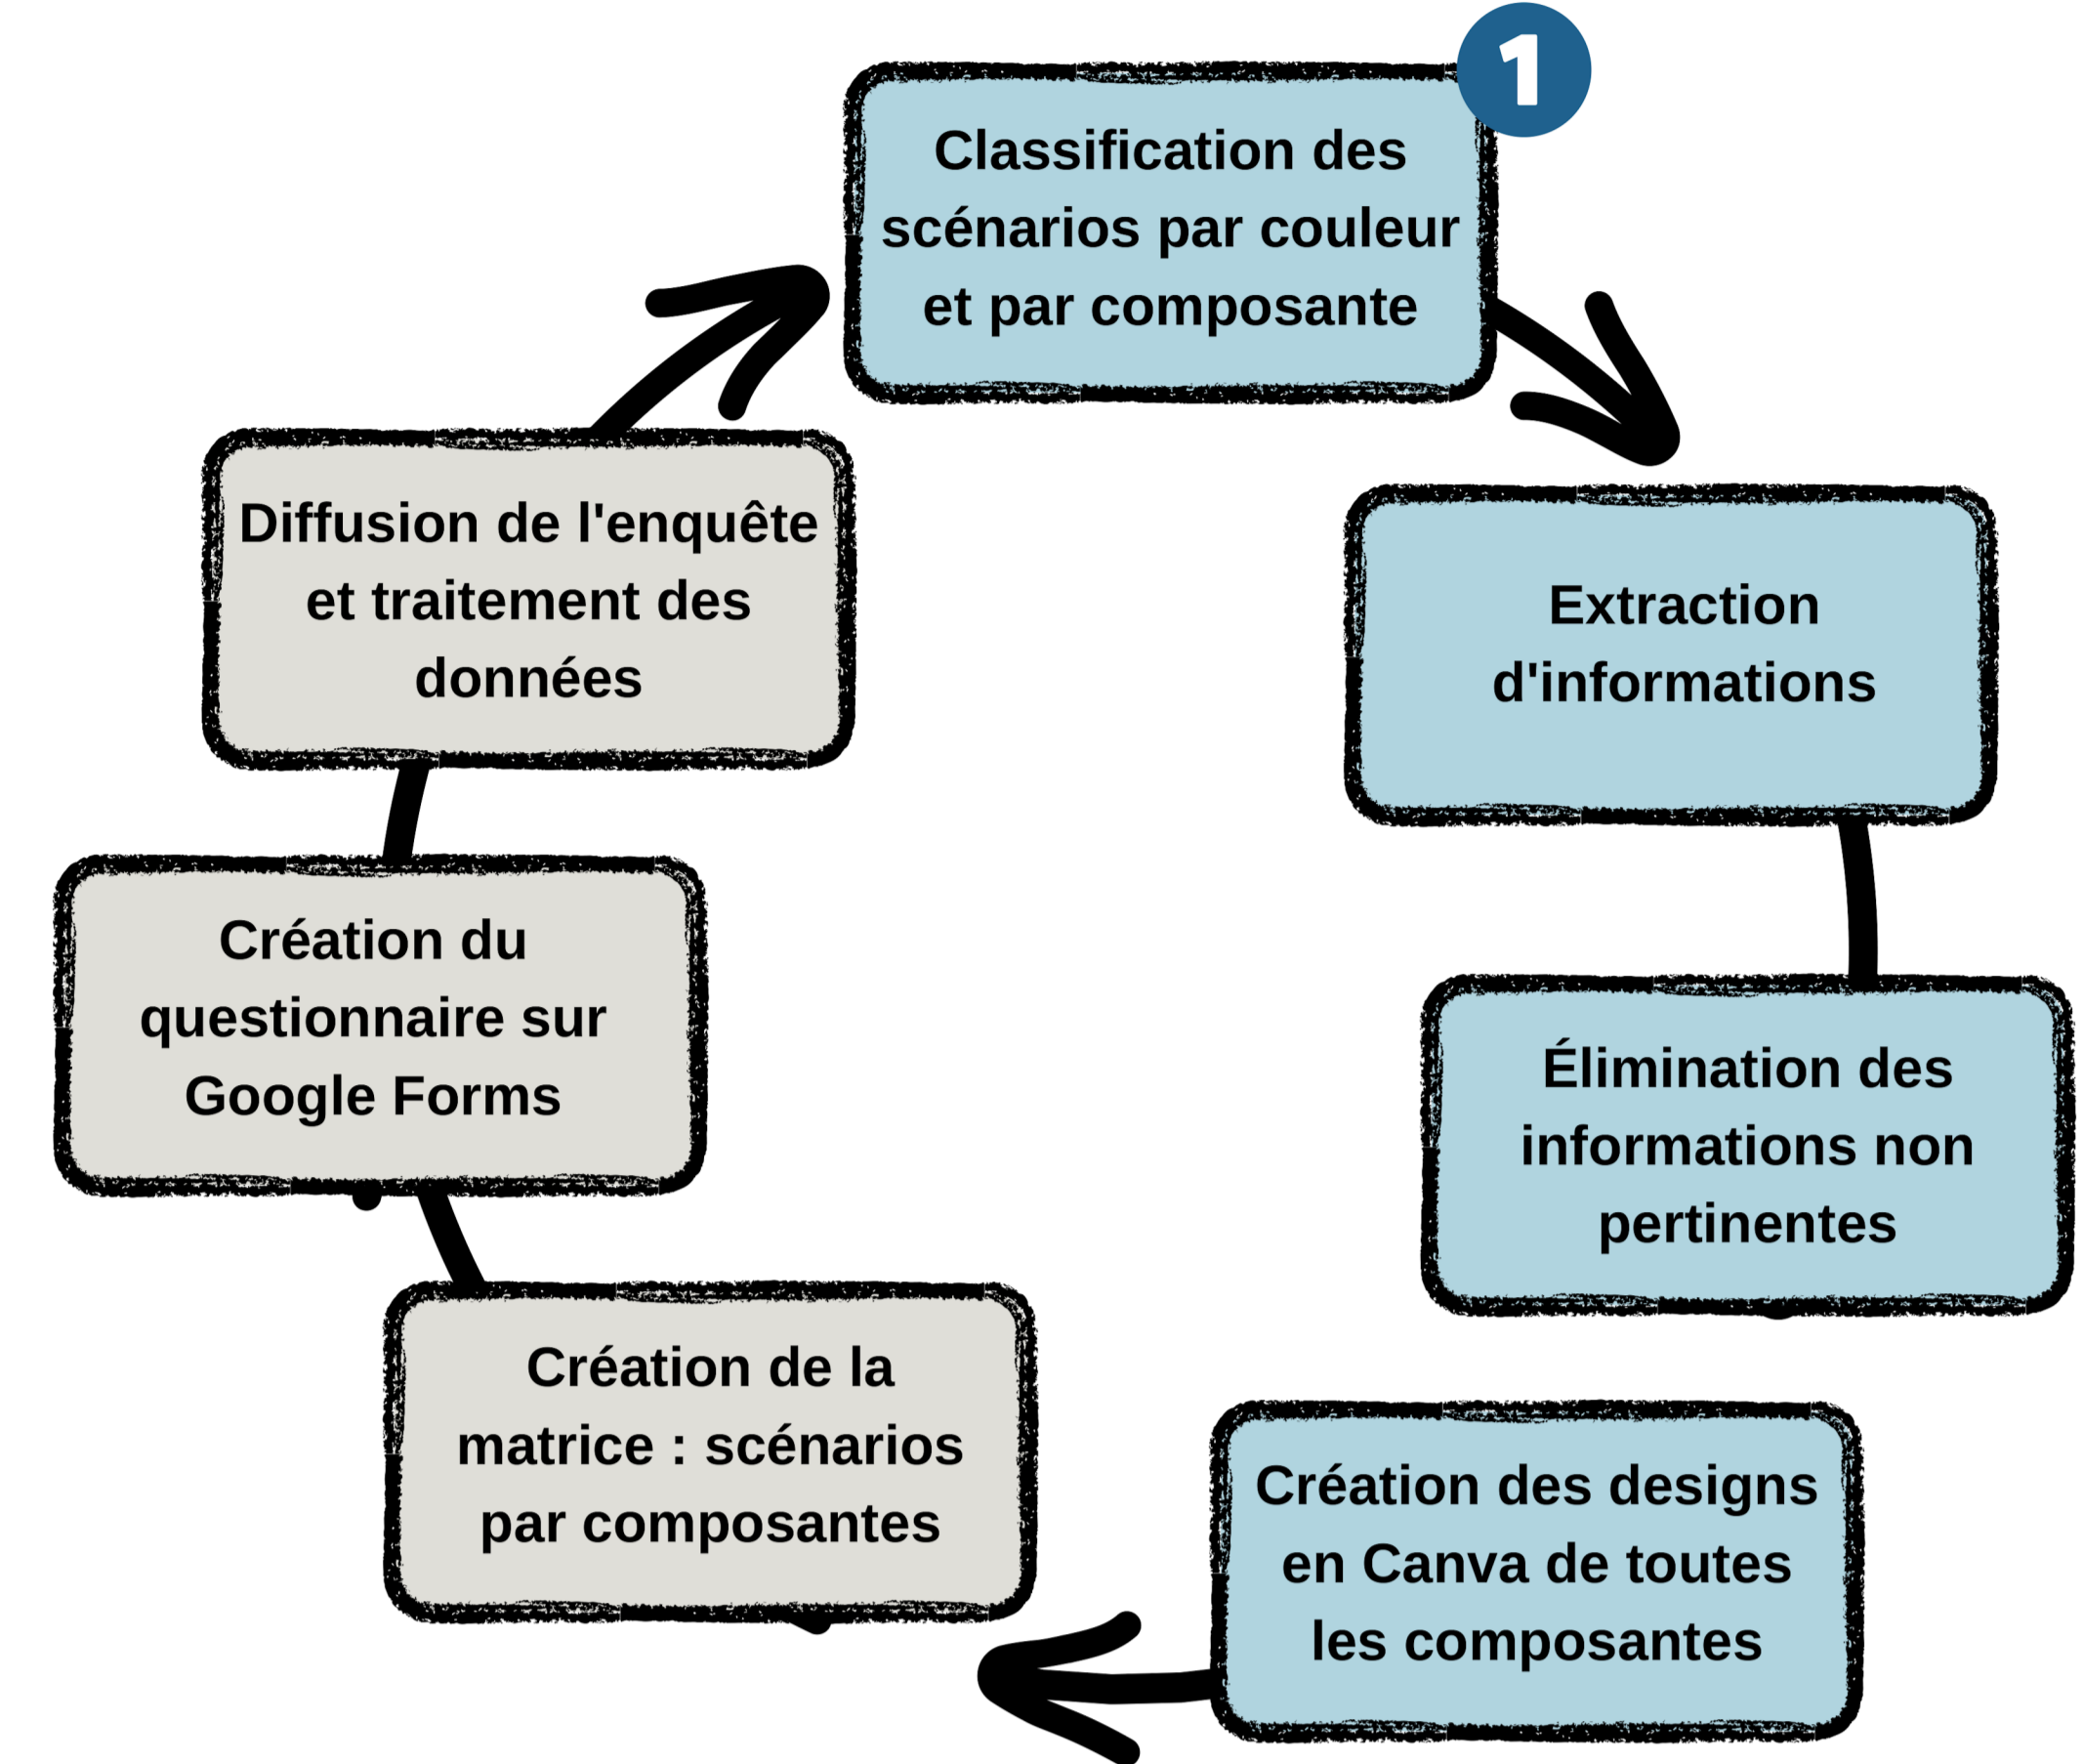 1
Classification des
scénarios par couleur
et par composante
Extraction
d'informations
Élimination des
informations non
pertinentes
Création des designs
en Canva de toutes
les composantes
Création de la
matrice : scénarios
par composantes
Création du
questionnaire sur
Google Forms
Diffusion de l'enquête
et traitement des
données